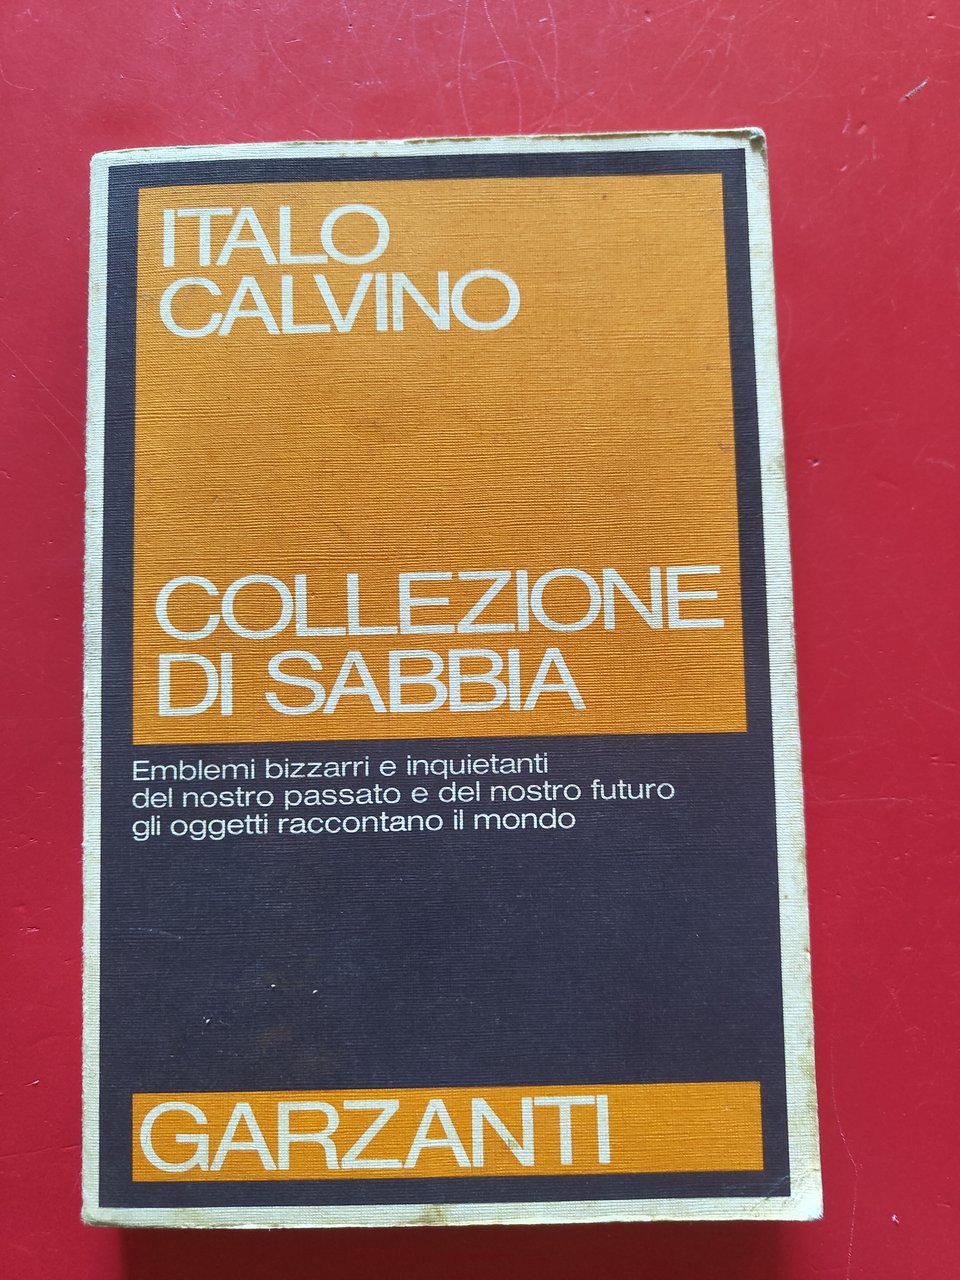 ITALO
CALVINO
COLLEZIONE
DI SABBIA
Emblemi bizzarri e inquietanti
del nostro passato e del nostro futuro
gli oggetti raccontano il mondo
GARZANTI